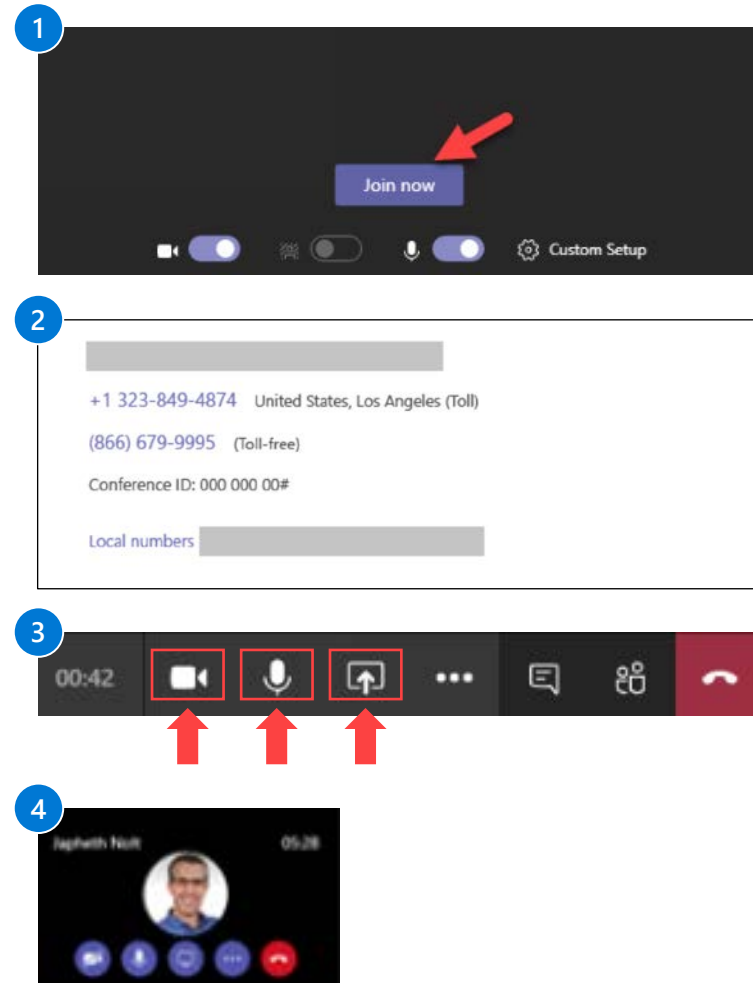 1
Join now
Custom Setup
2
+1 323-849-4874 United States, Los Angeles (Toll)
(866) 679-9995 (Toll-free)
Conference ID: 000 000 00#
Local numbers
3
00:42
4
Japheth Nolt 05:28